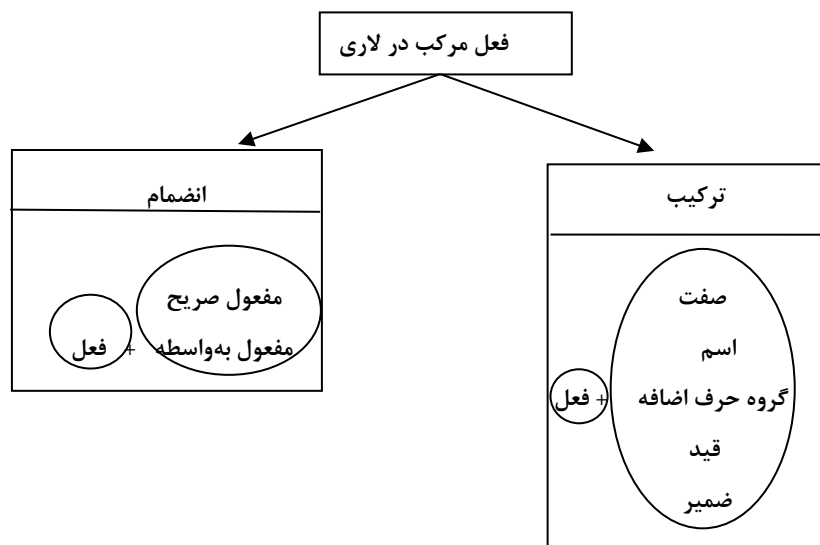 فعل مرکب در لاری
ترکیب
صفت
اسم
گروه حرف اضافه + فعل
قید
ضمیر
انضمام
مفعول صریح
مفعول به‌واسطه + فعل